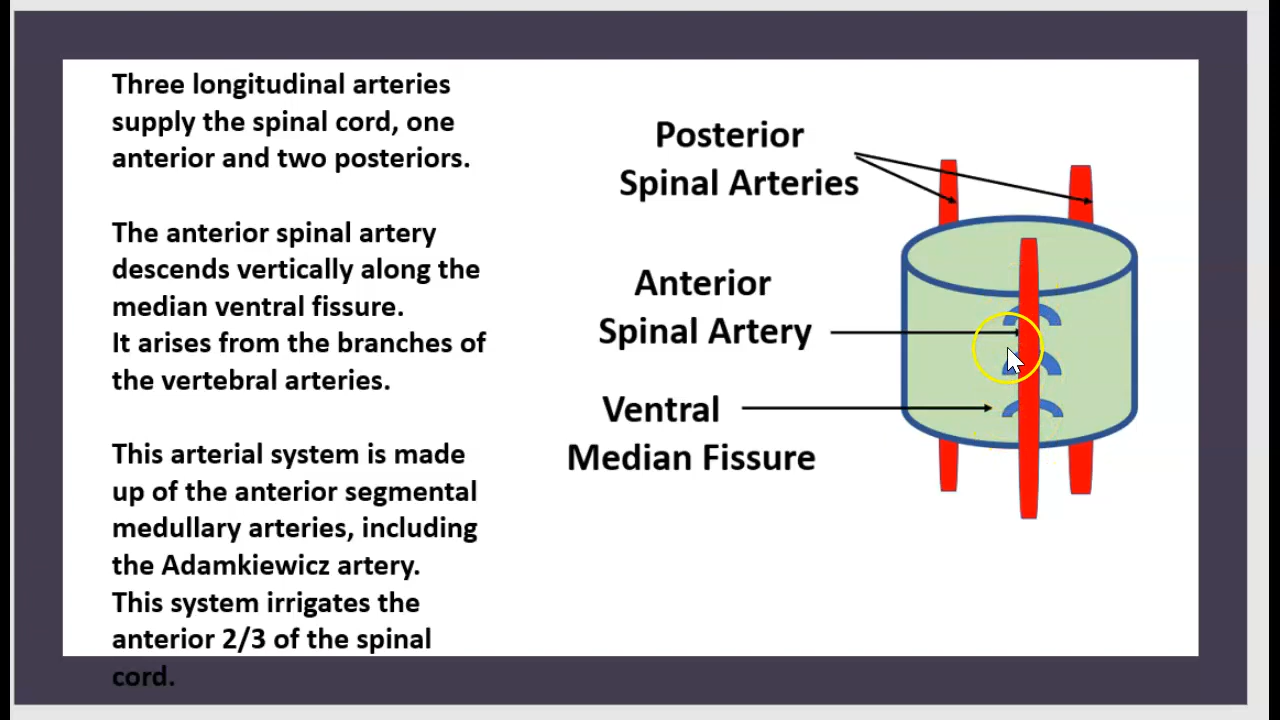 Three longitudinal arteries
supply the spinal cord, one
anterior and two posteriors.
The anterior spinal artery
descends vertically along the
median ventral fissure.
It arises from the branches of
the vertebral arteries.
This arterial system is made
up of the anterior segmental
medullary arteries, including
the Adamkiewicz artery.
This system irrigates the
anterior 2/3 of the spinal
cord.
Posterior
Spinal Arteries
Anterior
Spinal Artery
Ventral
Median Fissure